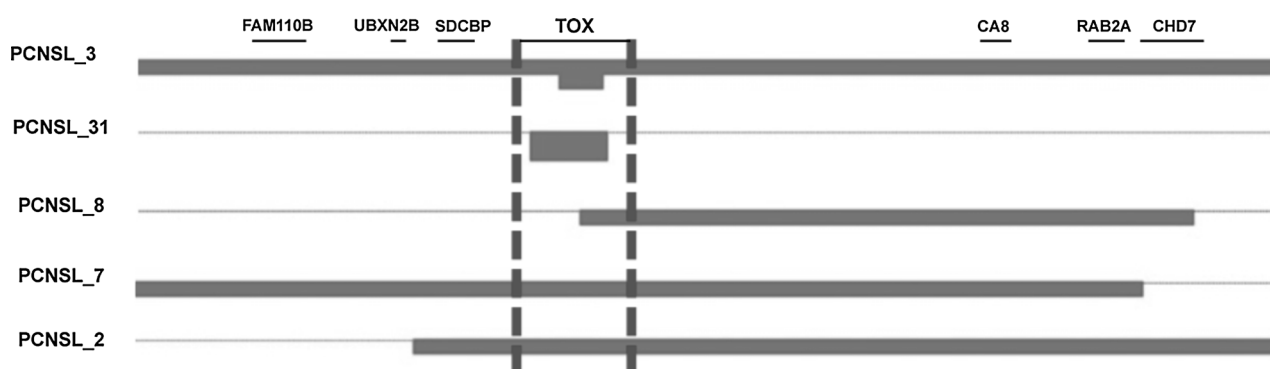 FAM110B UBXN2B SDCBP TOX CA8 RAB2A CHD7
PCNSL_3
PCNSL_31
PCNSL_8
PCNSL_7
PCNSL_2